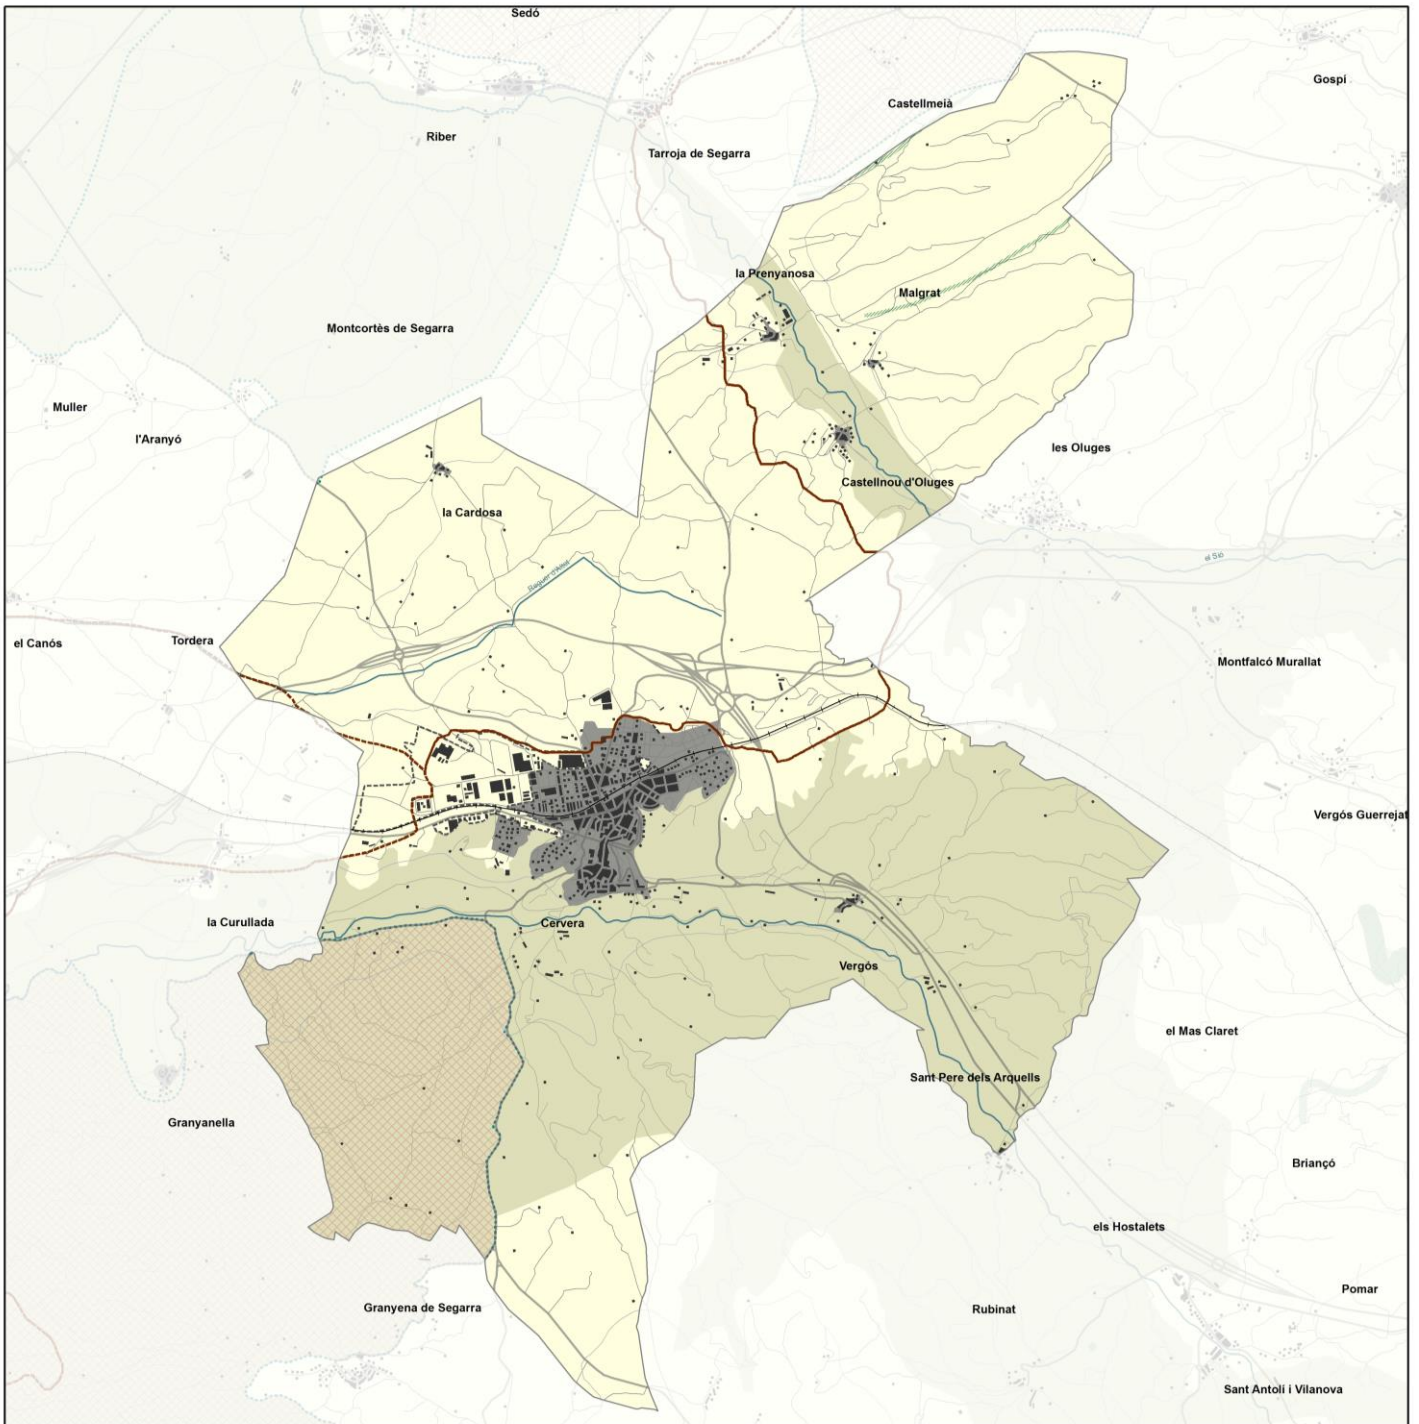 Sedó
Gospí
Castellmeià
Riber
Tarroja de Segarra
la Prenyanosa
Malgrat
Montcortès de Segarra
Muller
l'Aranyó
les Oluges
Castellnou d'Oluges
la Cardosa
el Sió
el Canós
Tordera
Montfalcó Murallat
Vergós Guerrejat
la Curullada
Cervera
Vergós
el Mas Claret
Sant Pere dels Arquells
Granyanella
Briançó
els Hostalets
Pomar
Granyena de Segarra
Rubinat
Sant Antolí i Vilanova